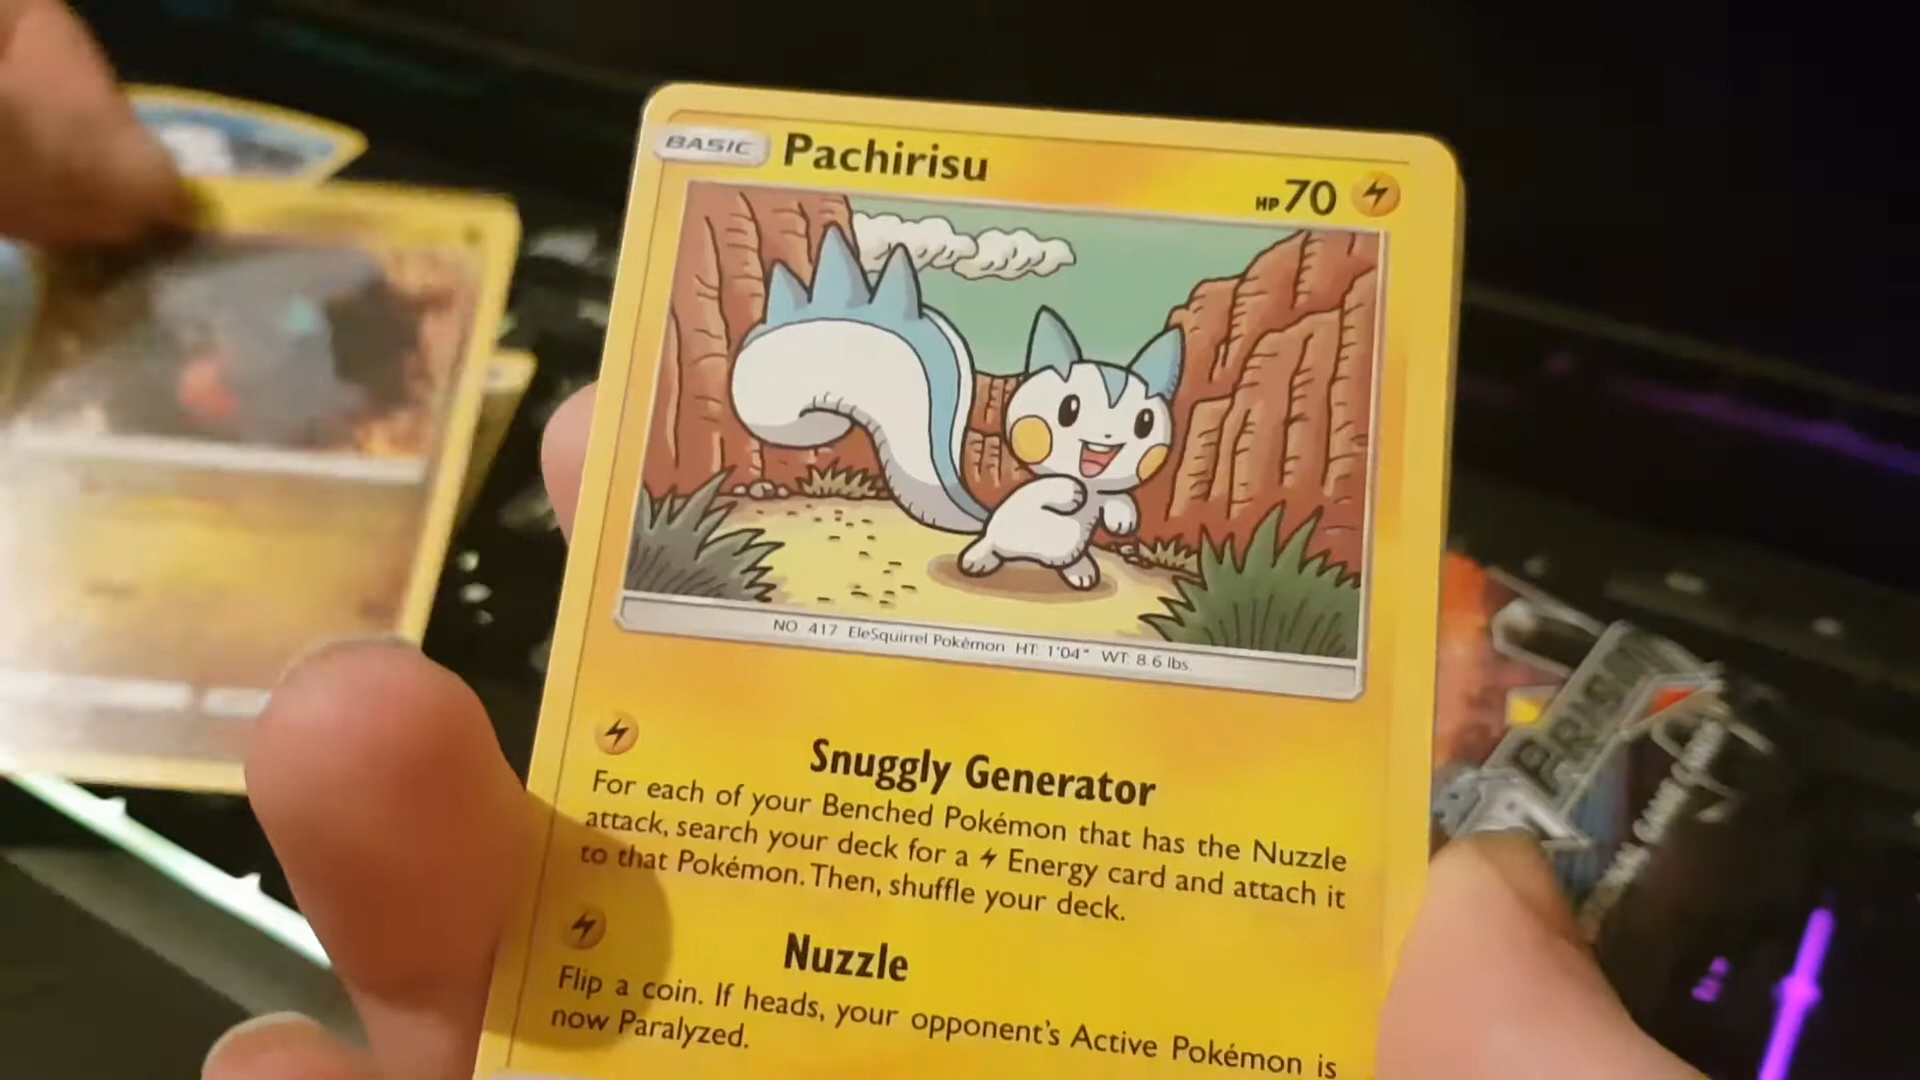 BASIC Pachirisu HP 70
NO. 417 EleSquirrel Pokémon HT: 1'04" WT: 8.6 lbs.
Snuggly Generator
For each of your Benched Pokémon that has the Nuzzle
attack, search your deck for a Energy card and attach it
to that Pokémon. Then, shuffle your deck.
Nuzzle
Flip a coin. If heads, your opponent's Active Pokémon is
now Paralyzed.